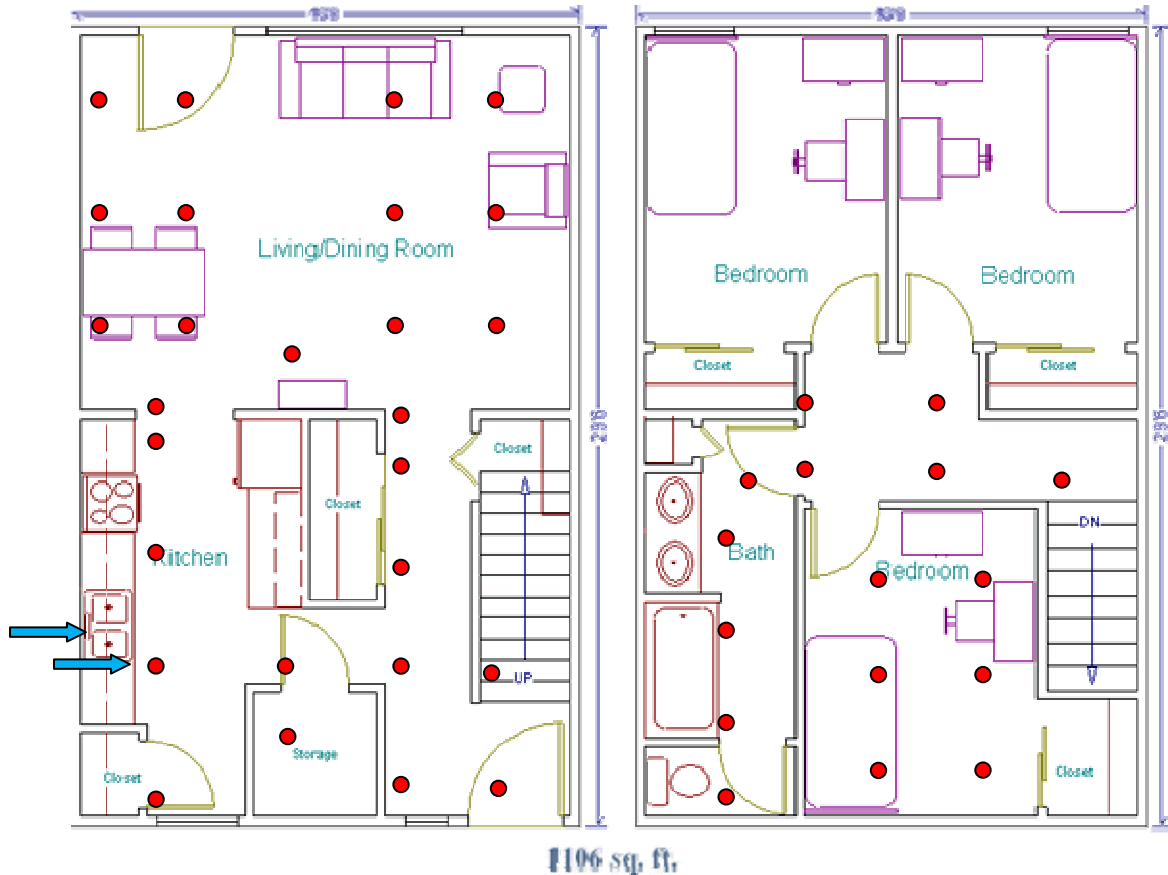 Living/Dining Room
Bedroom
Bedroom
Closet
Closet
Closet
Closet
Kitchen
Bath
Bedroom
DN
UP
Storage
Closet
Closet
1106 sq. ft.